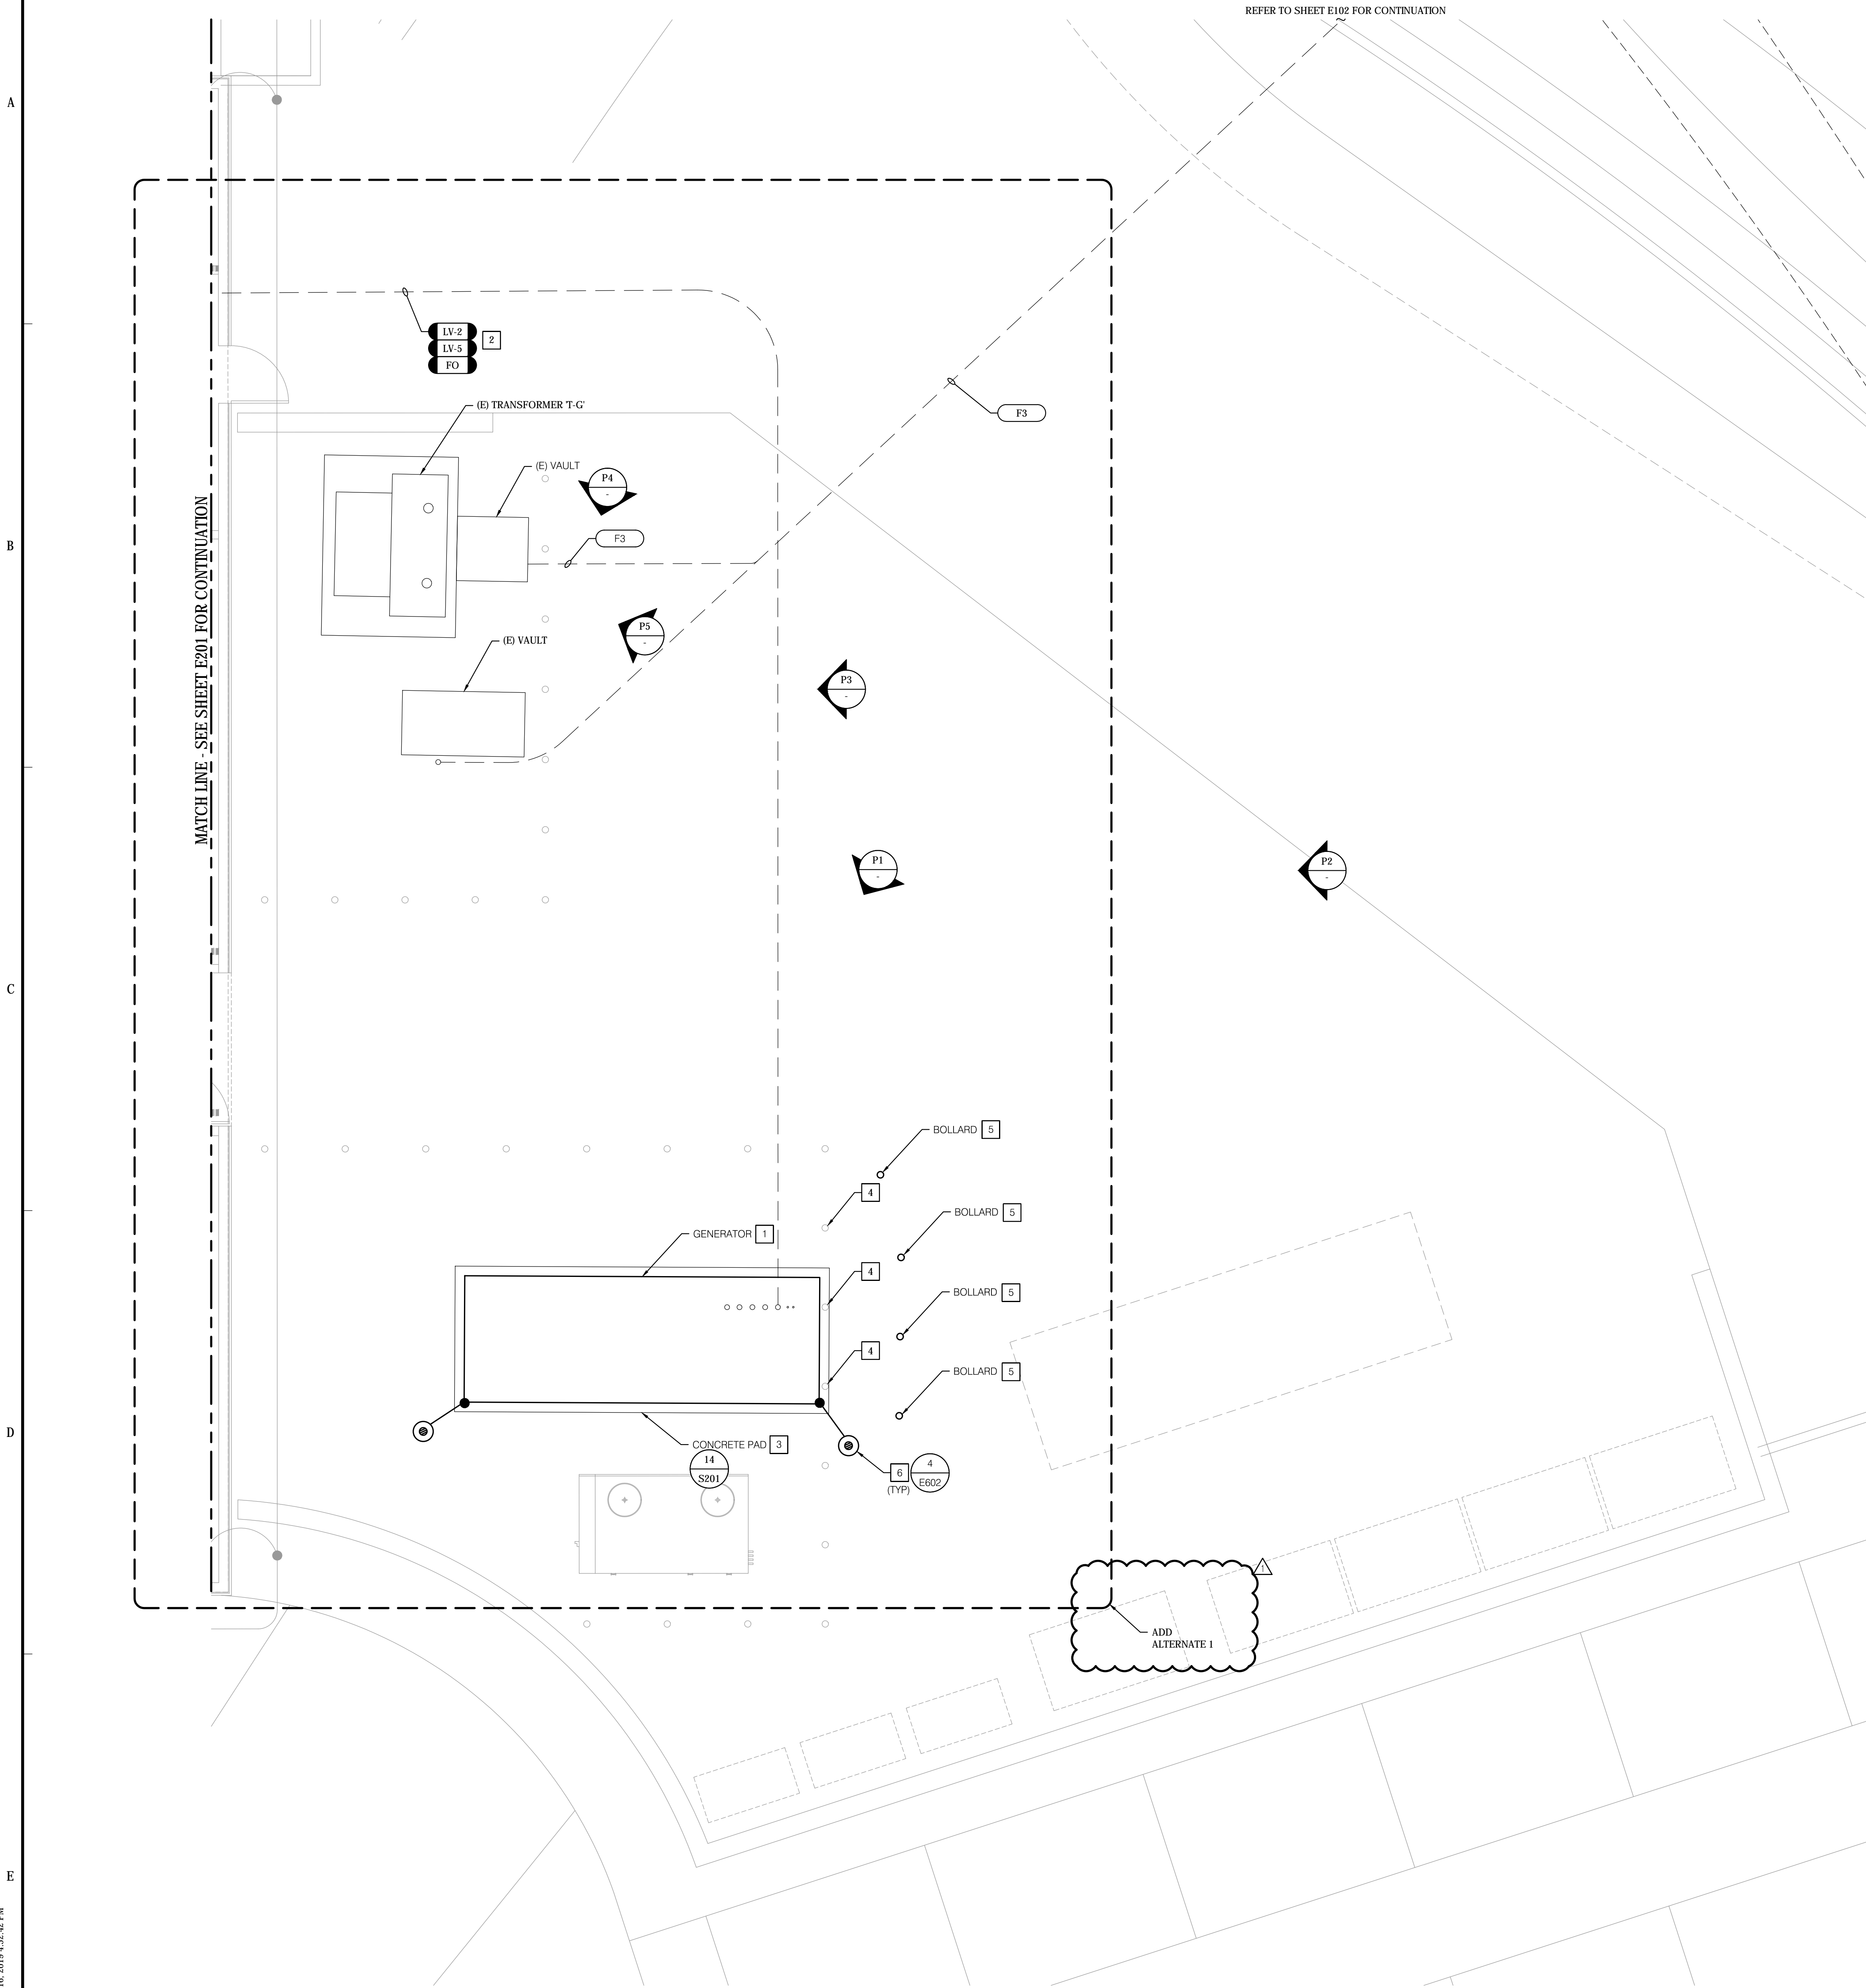 REFER TO SHEET E102 FOR CONTINUATION
A
LV-2
LV-5
FO
2
(E) TRANSFORMER 'T-G'
F3
(E) VAULT
P4
-
B
F3
MATCH LINE - SEE SHEET E201 FOR CONTINUATION
P5
-
(E) VAULT
P3
-
P1
-
P2
-
C
BOLLARD 5
4
BOLLARD 5
GENERATOR 1
4
BOLLARD 5
4
BOLLARD 5
D
CONCRETE PAD 3
14
S201
6
(TYP)
4
E602
1
ADD
ALTERNATE 1
E